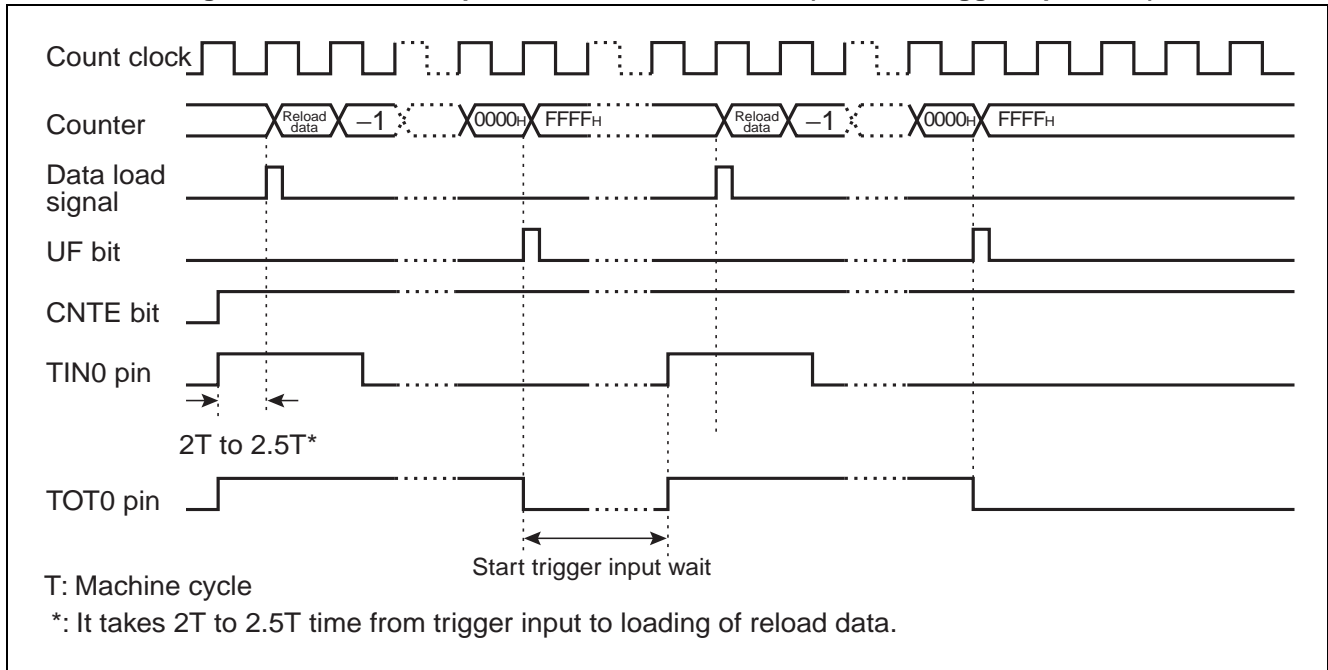 Count clock
Counter Reload data –1 0000H FFFFH Reload data –1 0000H FFFFH
Data load signal
UF bit
CNTE bit
TIN0 pin
2T to 2.5T*
TOT0 pin
Start trigger input wait
T: Machine cycle
*: It takes 2T to 2.5T time from trigger input to loading of reload data.